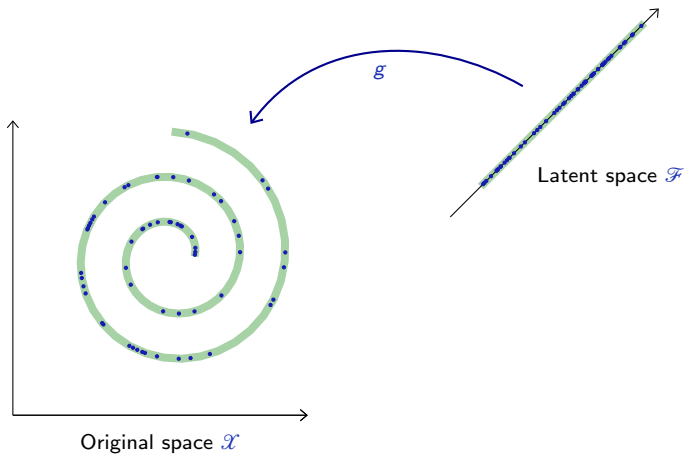 g
Latent space ℱ
Original space 𝒳